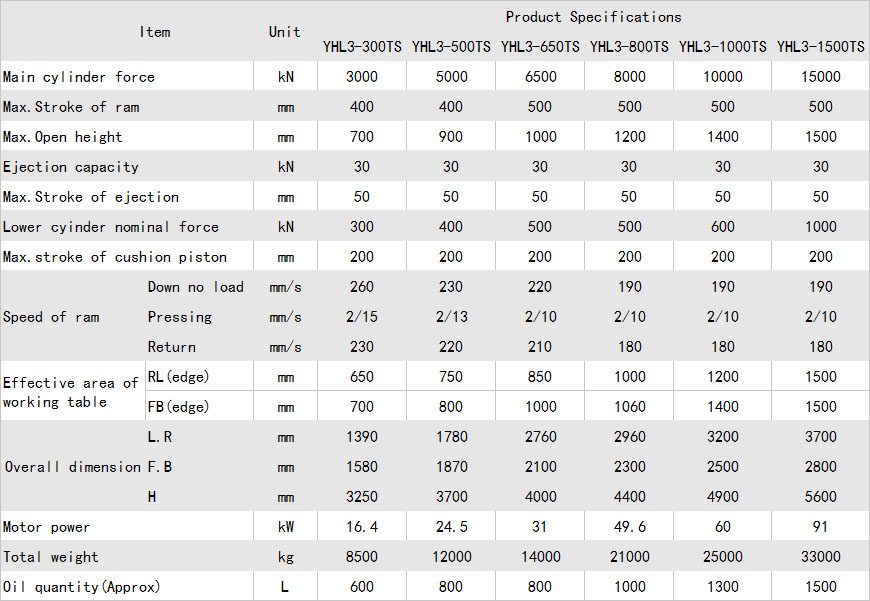 Item Unit Product Specifications
YHL3-300TS YHL3-500TS YHL3-650TS YHL3-800TS YHL3-1000TS YHL3-1500TS
Main cylinder force kN 3000 5000 6500 8000 10000 15000
Max.Stroke of ram mm 400 400 500 500 500 500
Max.Open height mm 700 900 1000 1200 1400 1500
Ejection capacity kN 30 30 30 30 30 30
Max.Stroke of ejection mm 50 50 50 50 50 50
Lower cyinder nominal force kN 300 400 500 500 600 1000
Max.stroke of cushion piston mm 200 200 200 200 200 200
Speed of ram
Down no load mm/s 260 230 220 190 190 190
Pressing mm/s 2/15 2/13 2/10 2/10 2/10 2/10
Return mm/s 230 220 210 180 180 180
Effective area of
working table
RL(edge) mm 650 750 850 1000 1200 1500
FB(edge) mm 700 800 1000 1060 1400 1500
Overall dimension
L.R mm 1390 1780 2760 2960 3200 3700
F.B mm 1580 1870 2100 2300 2500 2800
H mm 3250 3700 4000 4400 4900 5600
Motor power kW 16.4 24.5 31 49.6 60 91
Total weight kg 8500 12000 14000 21000 25000 33000
Oil quantity(Approx) L 600 800 800 1000 1300 1500